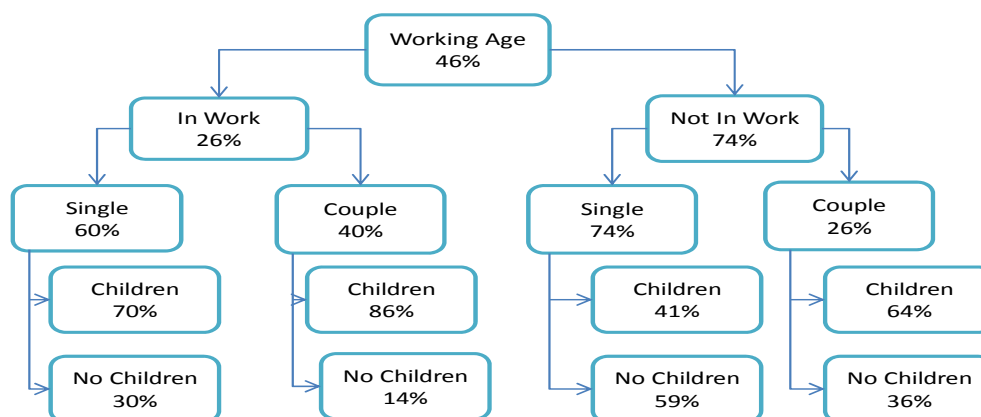 Working Age
46%
In Work
26%
Not In Work
74%
Single
60%
Couple
40%
Single
74%
Couple
26%
Children
70%
Children
86%
Children
41%
Children
64%
No Children
30%
No Children
14%
No Children
59%
No Children
36%